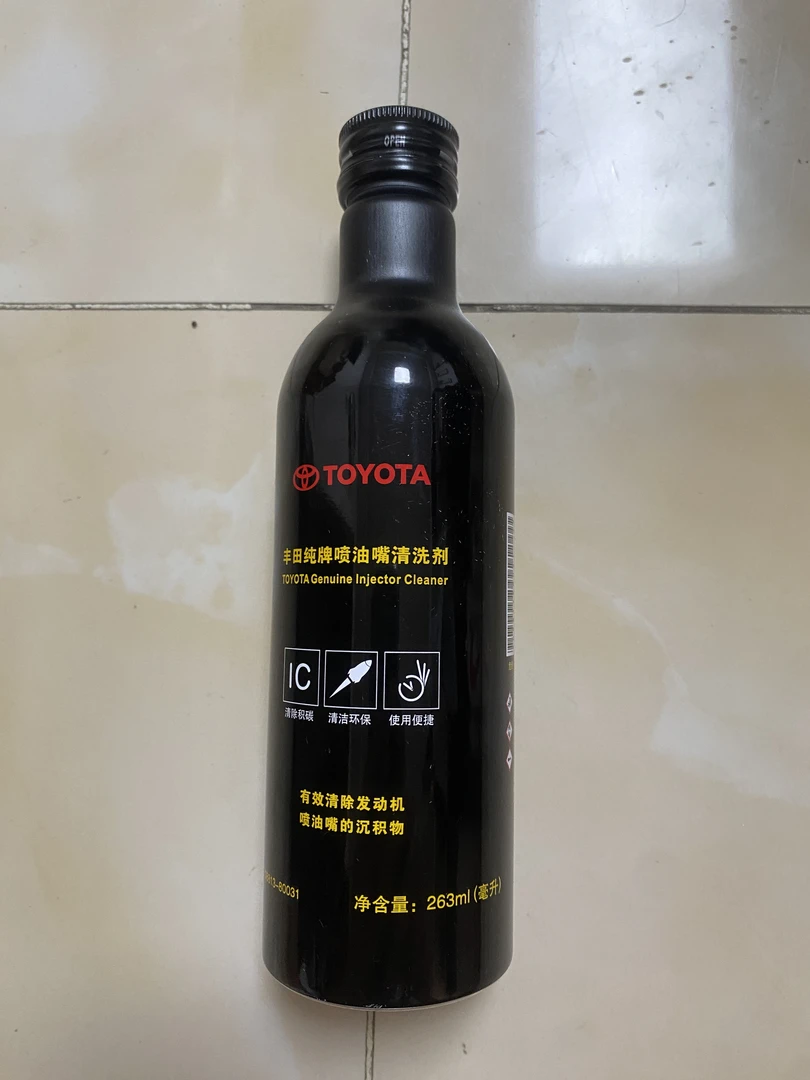 OPEN
TOYOTA
丰田纯牌喷油嘴清洗剂
TOYOTA Genuine Injector Cleaner
IC
清除积碳 清洁环保 使用便捷
有效清除发动机
喷油嘴的沉积物
净含量：263ml(毫升)